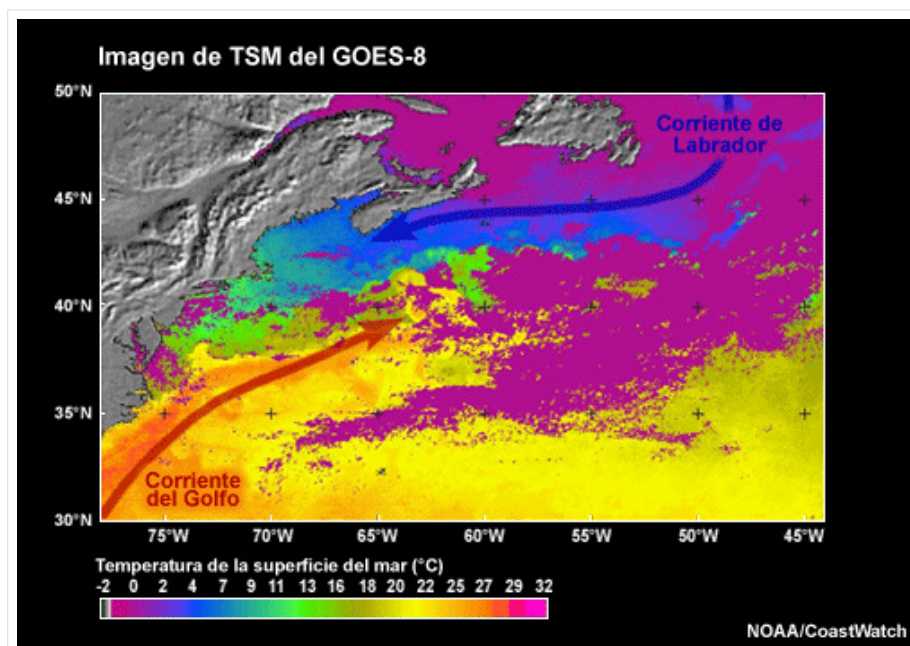 Imagen de TSM del GOES-8
50°N
Corriente de
Labrador
45°N
40°N
35°N
Corriente
del Golfo
30°N
75°W 70°W 65°W 60°W 55°W 50°W 45°W
Temperatura de la superficie del mar (°C)
-2 0 2 4 7 9 11 13 16 18 20 22 25 27 29 32
NOAA/CoastWatch